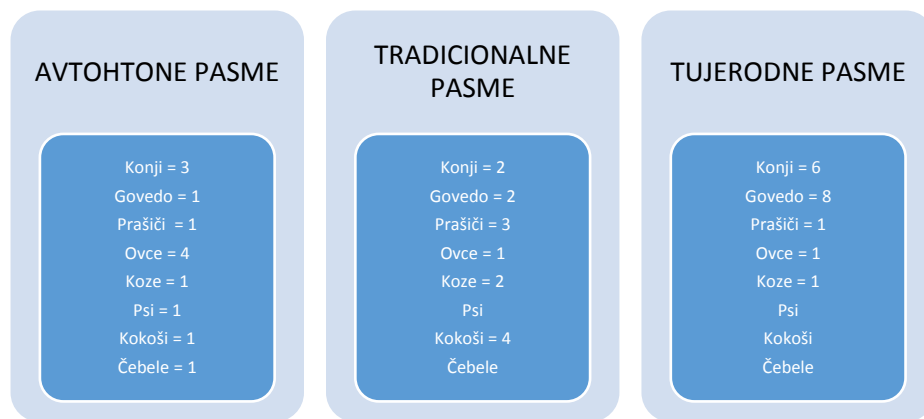 AVTOHTONE PASME
Konji = 3
Govedo = 1
Prašiči = 1
Ovce = 4
Koze = 1
Psi = 1
Kokoši = 1
Čebele = 1
TRADICIONALNE
PASME
Konji = 2
Govedo = 2
Prašiči = 3
Ovce = 1
Koze = 2
Psi
Kokoši = 4
Čebele
TUJERODNE PASME
Konji = 6
Govedo = 8
Prašiči = 1
Ovce = 1
Koze = 1
Psi
Kokoši
Čebele